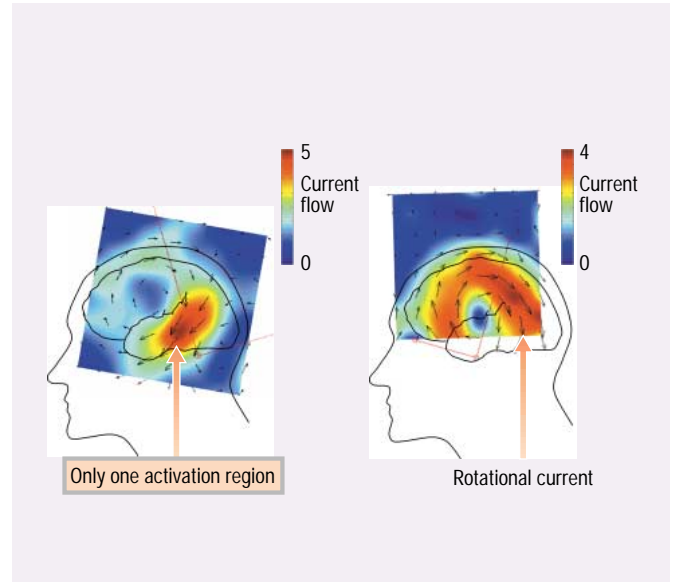 5
Current
flow
0
4
Current
flow
0
Only one activation region
Rotational current